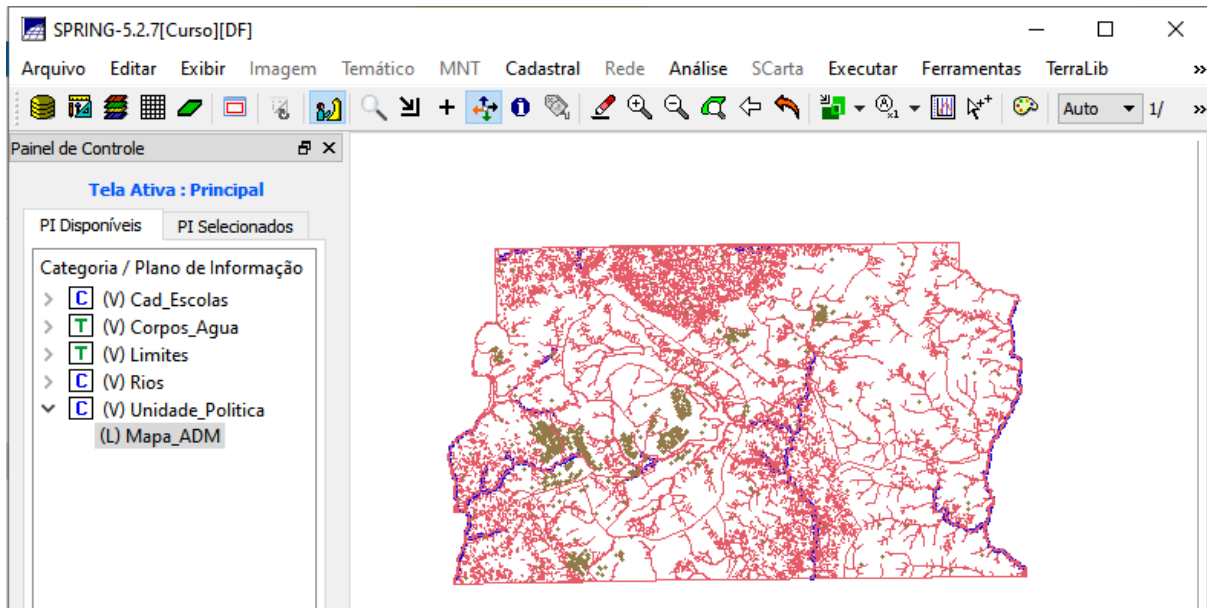 SPRING-5.2.7[Curso][DF]
Arquivo Editar Exibir Imagem Temático MNT Cadastral Rede Análise SCarta Executar Ferramentas TerraLib »
Auto 1/ »
Painel de Controle
Tela Ativa : Principal
PI Disponíveis PI Selecionados
Categoria / Plano de Informação
C (V) Cad_Escolas
T (V) Corpos_Agua
T (V) Limites
C (V) Rios
C (V) Unidade_Politica
(L) Mapa_ADM